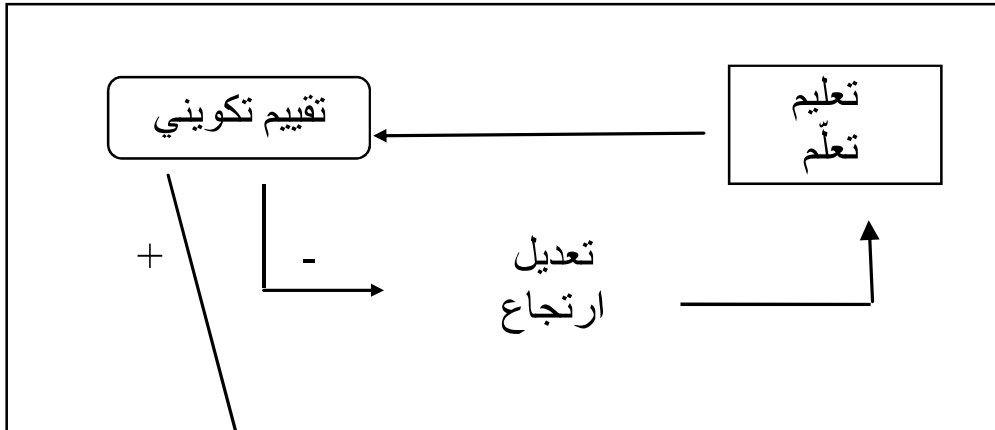 تعليم
تعلّم
تقييم تكويني
+
-
تعديل
ارتجاع